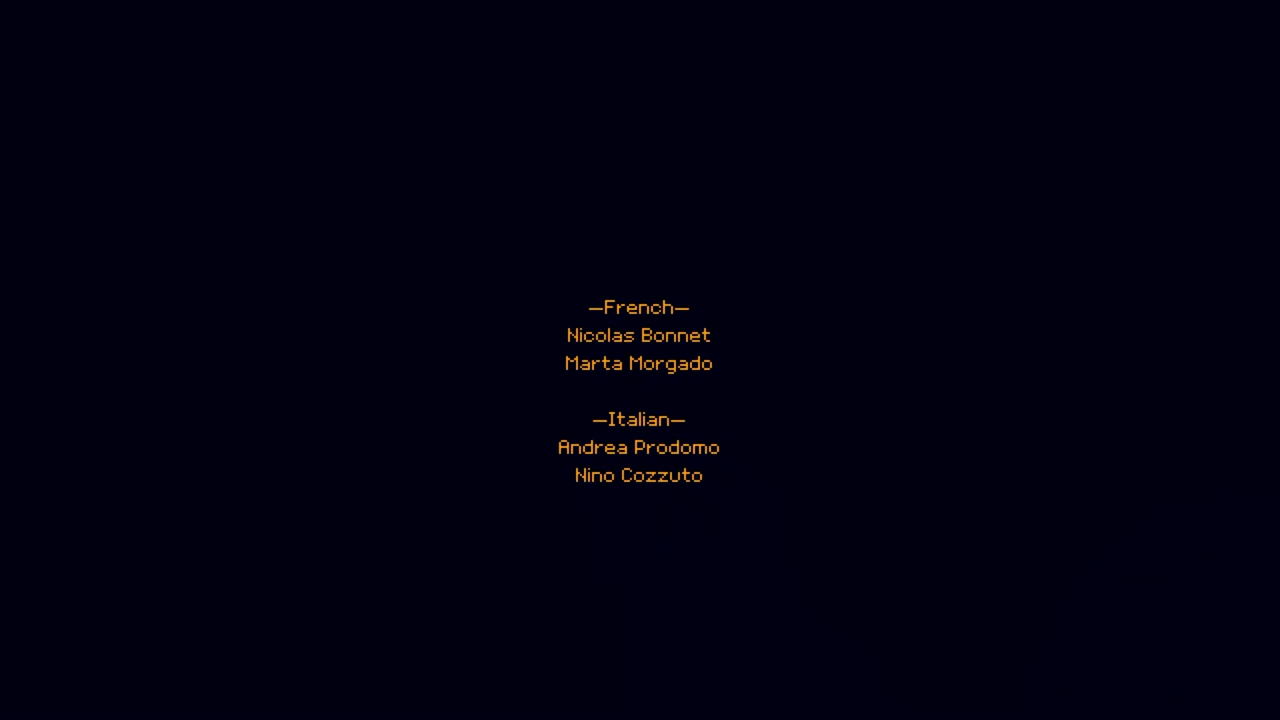 —French—
Nicolas Bonnet
Marta Morgado
—Italian—
Andrea Prodomo
Nino Cozzuto